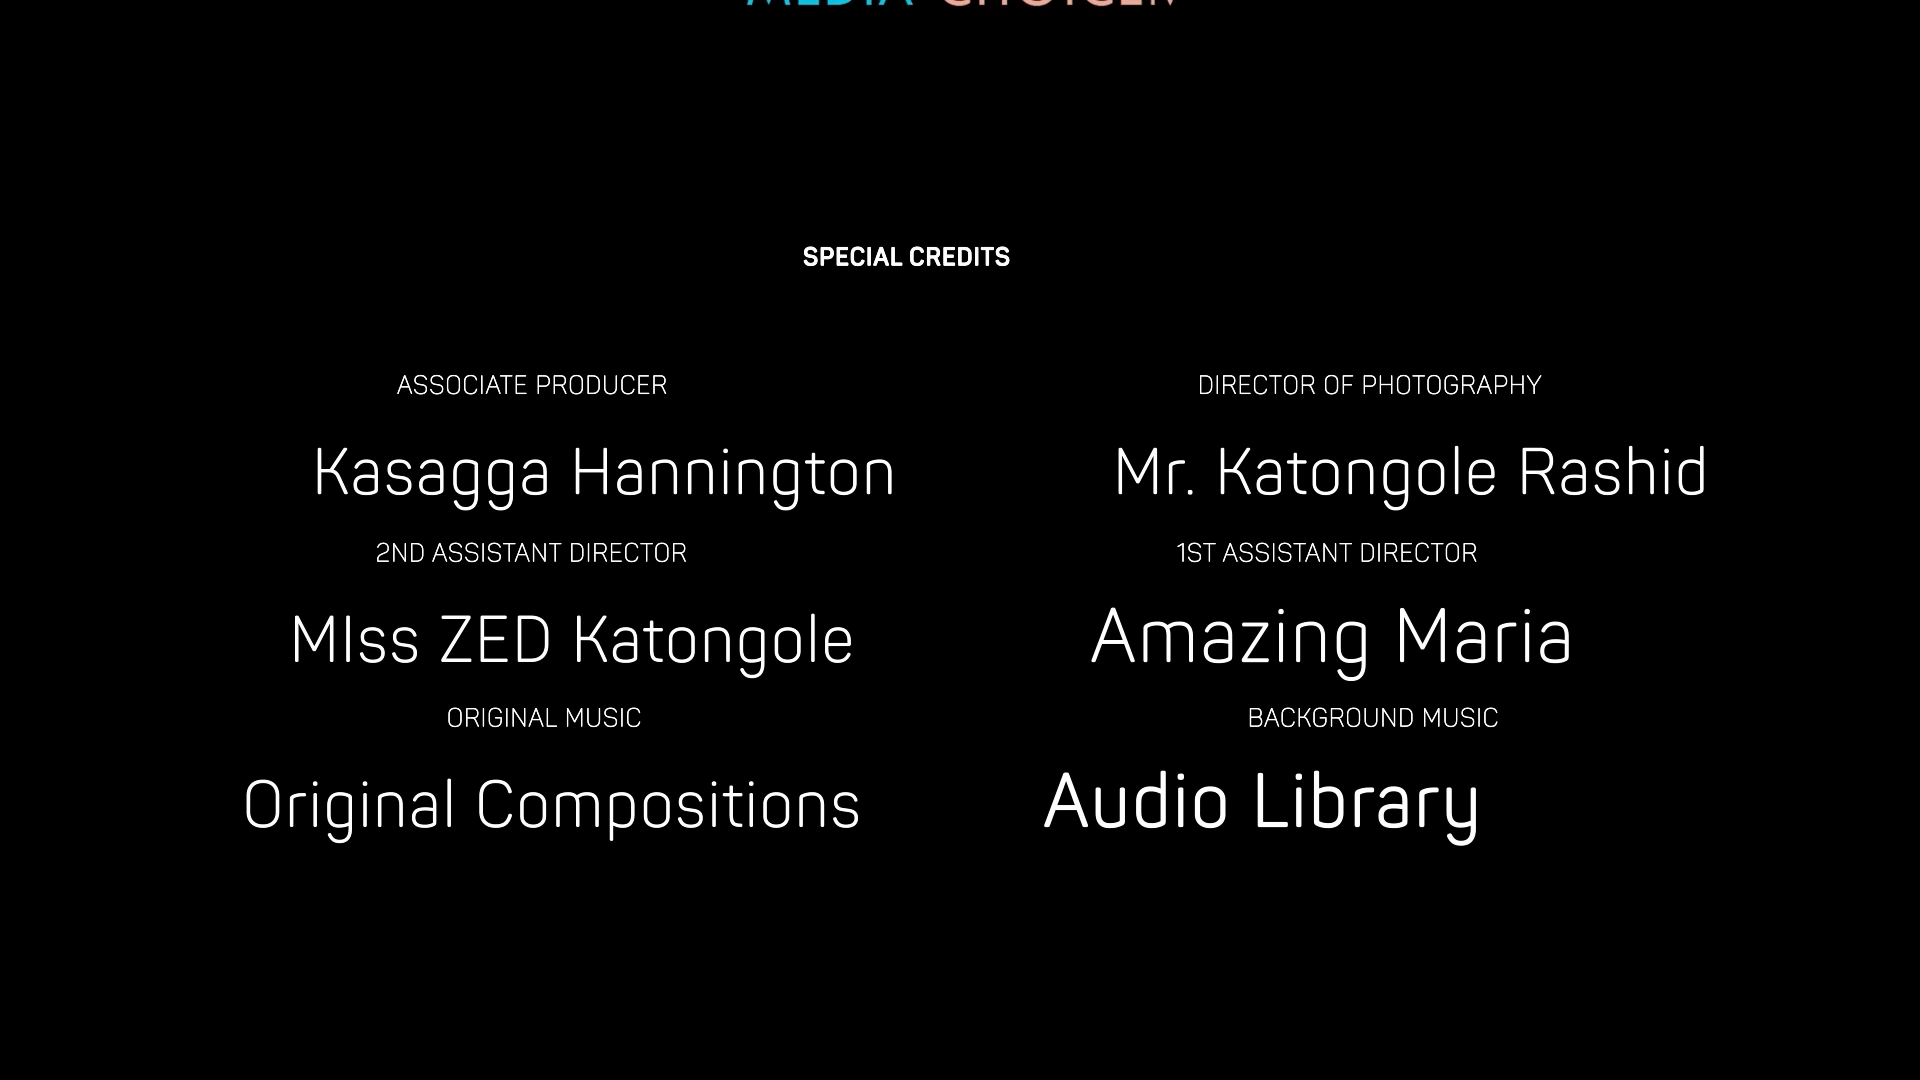 SPECIAL CREDITS
ASSOCIATE PRODUCER
Kasagga Hannington
DIRECTOR OF PHOTOGRAPHY
Mr. Katongole Rashid
2ND ASSISTANT DIRECTOR
MIss ZED Katongole
1ST ASSISTANT DIRECTOR
Amazing Maria
ORIGINAL MUSIC
Original Compositions
BACKGROUND MUSIC
Audio Library